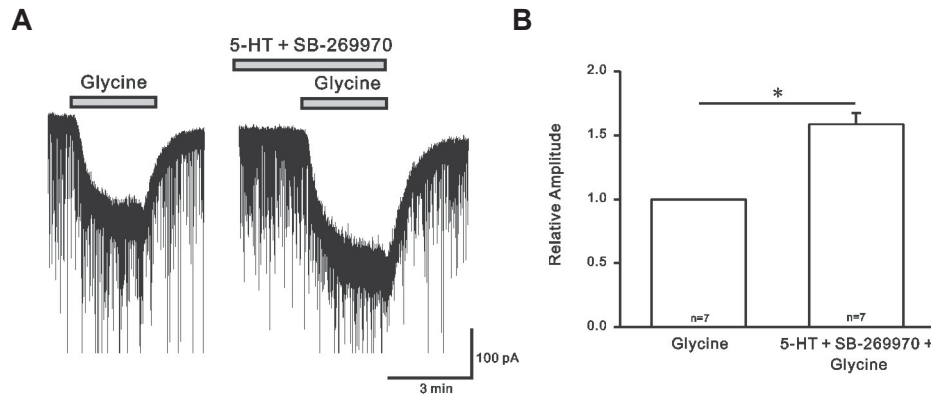 A
5-HT + SB-269970
Glycine
Glycine
100 pA
3 min
B
Relative Amplitude
2.0
1.5
1.0
0.5
0.0
*
n=7
n=7
Glycine
5-HT + SB-269970 +
Glycine